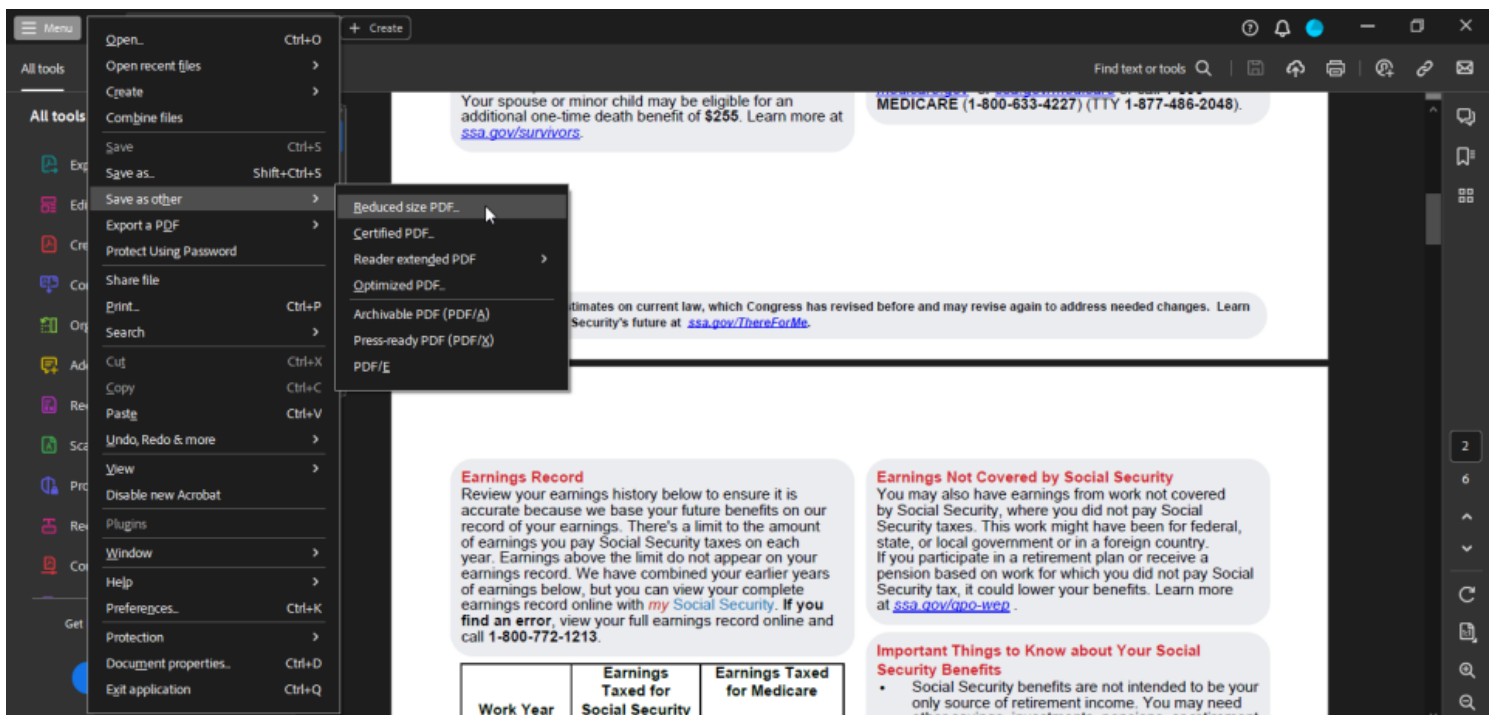 Menu
+ Create
All tools
Find text or tools
All tools
Get
Open...
Ctrl+O
Open recent files
Create
Combine files
Save
Ctrl+S
Save as...
Shift+Ctrl+S
Save as other
Export a PDF
Protect Using Password
Share file
Print...
Ctrl+P
Search
Cut
Ctrl+X
Copy
Ctrl+C
Paste
Ctrl+V
Undo, Redo & more
View
Disable new Acrobat
Plugins
Window
Help
Preferences...
Ctrl+K
Protection
Document properties...
Ctrl+D
Exit application
Ctrl+Q
Reduced size PDF...
Certified PDF...
Reader extended PDF
Optimized PDF...
Archivable PDF (PDF/A)
Press-ready PDF (PDF/X)
PDF/E
Your spouse or minor child may be eligible for an
additional one-time death benefit of $255. Learn more at
ssa.gov/survivors.
MEDICARE (1-800-633-4227) (TTY 1-877-486-2048).
on current law, which Congress has revised before and may revise again to address needed changes. Learn
Security's future at ssa.gov/ThereForMe.
Earnings Record
Review your earnings history below to ensure it is
accurate because we base your future benefits on our
record of your earnings. There's a limit to the amount
of earnings you pay Social Security taxes on each
year. Earnings above the limit do not appear on your
earnings record. We have combined your earlier years
of earnings below, but you can view your complete
earnings record online with my Social Security. If you
find an error, view your full earnings record online and
call 1-800-772-1213.
Work Year
Earnings
Taxed for
Social Security
Earnings Taxed
for Medicare
Earnings Not Covered by Social Security
You may also have earnings from work not covered
by Social Security, where you did not pay Social
Security taxes. This work might have been for federal,
state, or local government or in a foreign country.
If you participate in a retirement plan or receive a
pension based on work for which you did not pay Social
Security tax, it could lower your benefits. Learn more
at ssa.gov/gpo-wep .
Important Things to Know about Your Social
Security Benefits
• Social Security benefits are not intended to be your
only source of retirement income. You may need
2
6